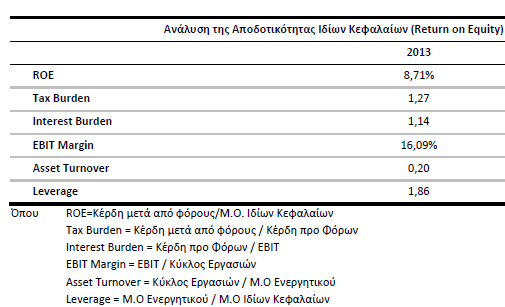 Ανάλυση της Αποδοτικότητας Ιδίων Κεφαλαίων (Return on Equity)
2013
ROE 8,71%
Tax Burden 1,27
Interest Burden 1,14
EBIT Margin 16,09%
Asset Turnover 0,20
Leverage 1,86
Όπου ROE=Κέρδη μετά από φόρους/Μ.Ο. Ιδίων Κεφαλαίων
Tax Burden = Κέρδη μετά από φόρους / Κέρδη προ Φόρων
Interest Burden = Κέρδη προ Φόρων / EBIT
EBIT Margin = EBIT / Κύκλος Εργασιών
Asset Turnover = Κύκλος Εργασιών / Μ.Ο Ενεργητικού
Leverage = Μ.Ο Ενεργητικού / Μ.Ο Ιδίων Κεφαλαίων